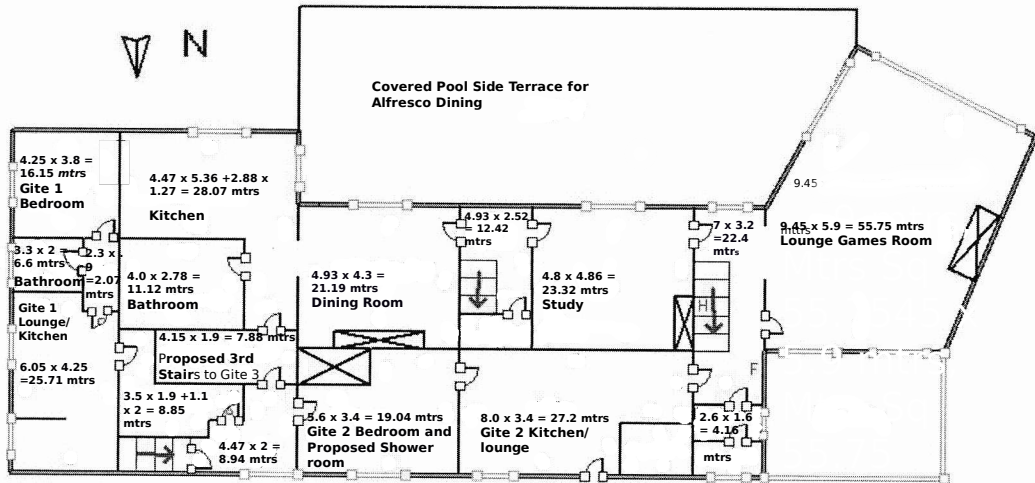 N
Covered Pool Side Terrace for
Alfresco Dining
4.25 x 3.8 =
16.15 mtrs
Gite 1
Bedroom
4.47 x 5.36 +2.88 x
1.27 = 28.07 mtrs
Kitchen
9.45
4.93 x 2.52
= 12.42
mtrs
7 x 3.2
=22.4
mtrs
mtrs
9.45 x 5.9 = 55.75 mtrs
Lounge Games Room
3.3 x 2 =
6.6 mtrs
Bathroom
2.3 x .
9
=2.07
mtrs
4.0 x 2.78 =
11.12 mtrs
Bathroom
4.93 x 4.3 =
21.19 mtrs
Dining Room
4.8 x 4.86 =
23.32 mtrs
Study
H
Gite 1
Lounge/
Kitchen
6.05 x 4.25
=25.71 mtrs
4.15 x 1.9 = 7.88 mtrs
Proposed 3rd
Stairs to Gite 3
F
3.5 x 1.9 +1.1
x 2 = 8.85
mtrs
4.47 x 2 =
8.94 mtrs
5.6 x 3.4 = 19.04 mtrs
Gite 2 Bedroom and
Proposed Shower
room
8.0 x 3.4 = 27.2 mtrs
Gite 2 Kitchen/
lounge
2.6 x 1.6
= 4.16
mtrs